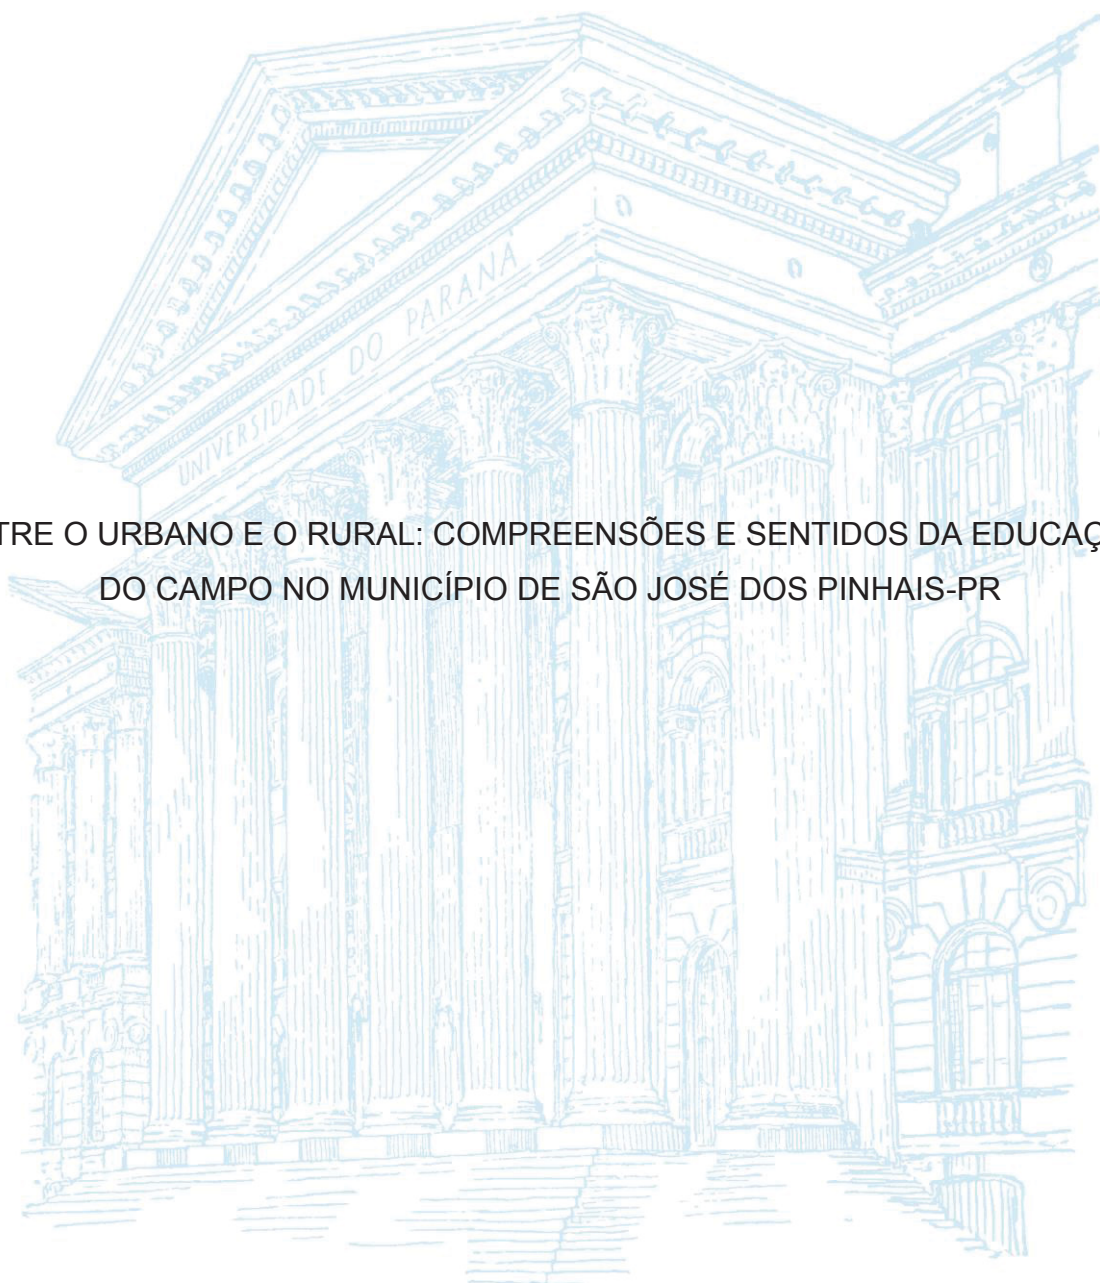 UNIVERSIDADE DO PARANÁ
TRE O URBANO E O RURAL: COMPREENSÕES E SENTIDOS DA EDUCAÇ
DO CAMPO NO MUNICÍPIO DE SÃO JOSÉ DOS PINHAIS-PR